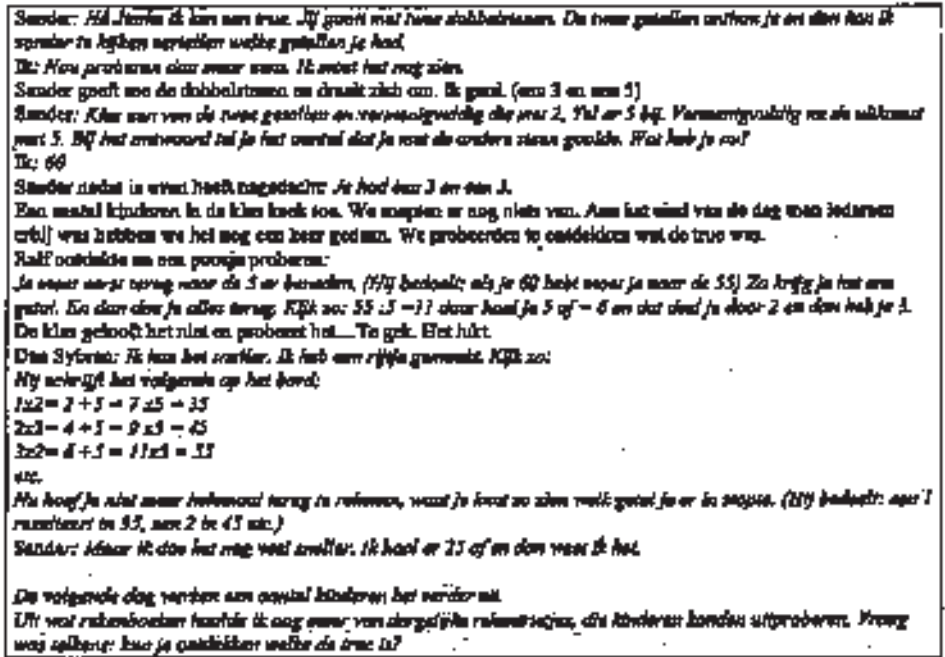 Sander: Hé Jeanke ik kan een truc. Jij gooit met twee dobbelstenen. De twee getallen onthou je en dan kan ik
zonder te kijken vertellen welke getallen je had.
Ik: Nou proberen dan maar eens. Ik moet het nog zien.
Sander geeft me de dobbelstenen en draait zich om. Ik gooi. (een 3 en een 5)
Sander: Kies een van de twee getallen en vermenigvuldig die met 2, Tel er 5 bij. Vermenigvuldig nu de uitkomst
met 5. Bij het antwoord tel je het aantal dat je met de andere steen gooide. Wat heb je nu?
Ik: 60
Sander nadat ie even heeft nagedacht: Je had een 3 en een 5.
Een aantal kinderen in de klas keek toe. We snapten er nog niets van. Aan het eind van de dag toen iedereen
erbij was hebben we het nog een keer gedaan. We probeerden te ontdekken wat de truc was.
Ralf ontdekte na een poosje proberen:
Je moet eerst terug naar de 5 er beneden, (Hij bedoelt: als je 60 hebt moet je naar de 55) Zo krijg je het ene
getal. En dan doe je alles terug. Kijk zo: 55 :5 =11 daar haal je 5 af = 6 en dat deel je door 2 en dan heb je 3.
De klas gelooft het niet en probeert het... Te gek. Het lukt.
Dan Sybren: Ik kan het sneller. Ik heb een rijtje gemaakt. Kijk zo:
Hij schrijft het volgende op het bord:
1x2= 2 + 5 = 7 x5 = 35
2x2= 4 + 5 = 9 x5 = 45
3x2= 6 + 5 = 11x5 = 55
etc.
Nu hoef je niet meer helemaal terug te rekenen, want je kunt zo zien welk getal je er in stopte. (Hij bedoelt: een 1
resulteert in 35, een 2 in 45 etc.)
Sander: Maar ik doe het nog veel sneller. Ik haal er 25 af en dan weet ik het.
De volgende dag werken een aantal kinderen het verder uit.
Uit wat rekenboeken haalde ik nog meer van dergelijke rekentrucjes, die kinderen konden uitproberen. Vraag
was telkens: kun je ontdekken welke de truc is?